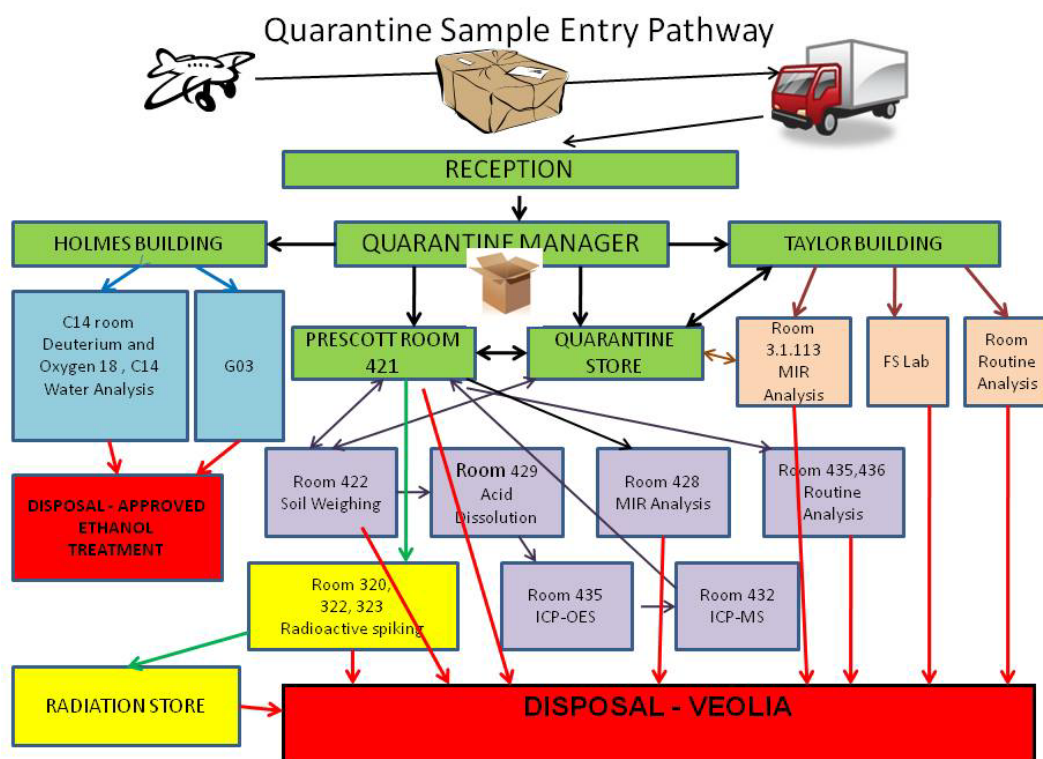 Quarantine Sample Entry Pathway
RECEPTION
HOLMES BUILDING
QUARANTINE MANAGER
TAYLOR BUILDING
C14 room
Deuterium and
Oxygen 18 , C14
Water Analysis
G03
PRESCOTT ROOM
421
QUARANTINE
STORE
Room
3.1.113
MIR
Analysis
FS Lab
Room
Routine
Analysis
DISPOSAL - APPROVED
ETHANOL
TREATMENT
Room 422
Soil Weighing
Room 429
Acid
Dissolution
Room 428
MIR Analysis
Room 435,436
Routine
Analysis
Room 320,
322, 323
Radioactive spiking
Room 435
ICP-OES
Room 432
ICP-MS
RADIATION STORE
DISPOSAL - VEOLIA